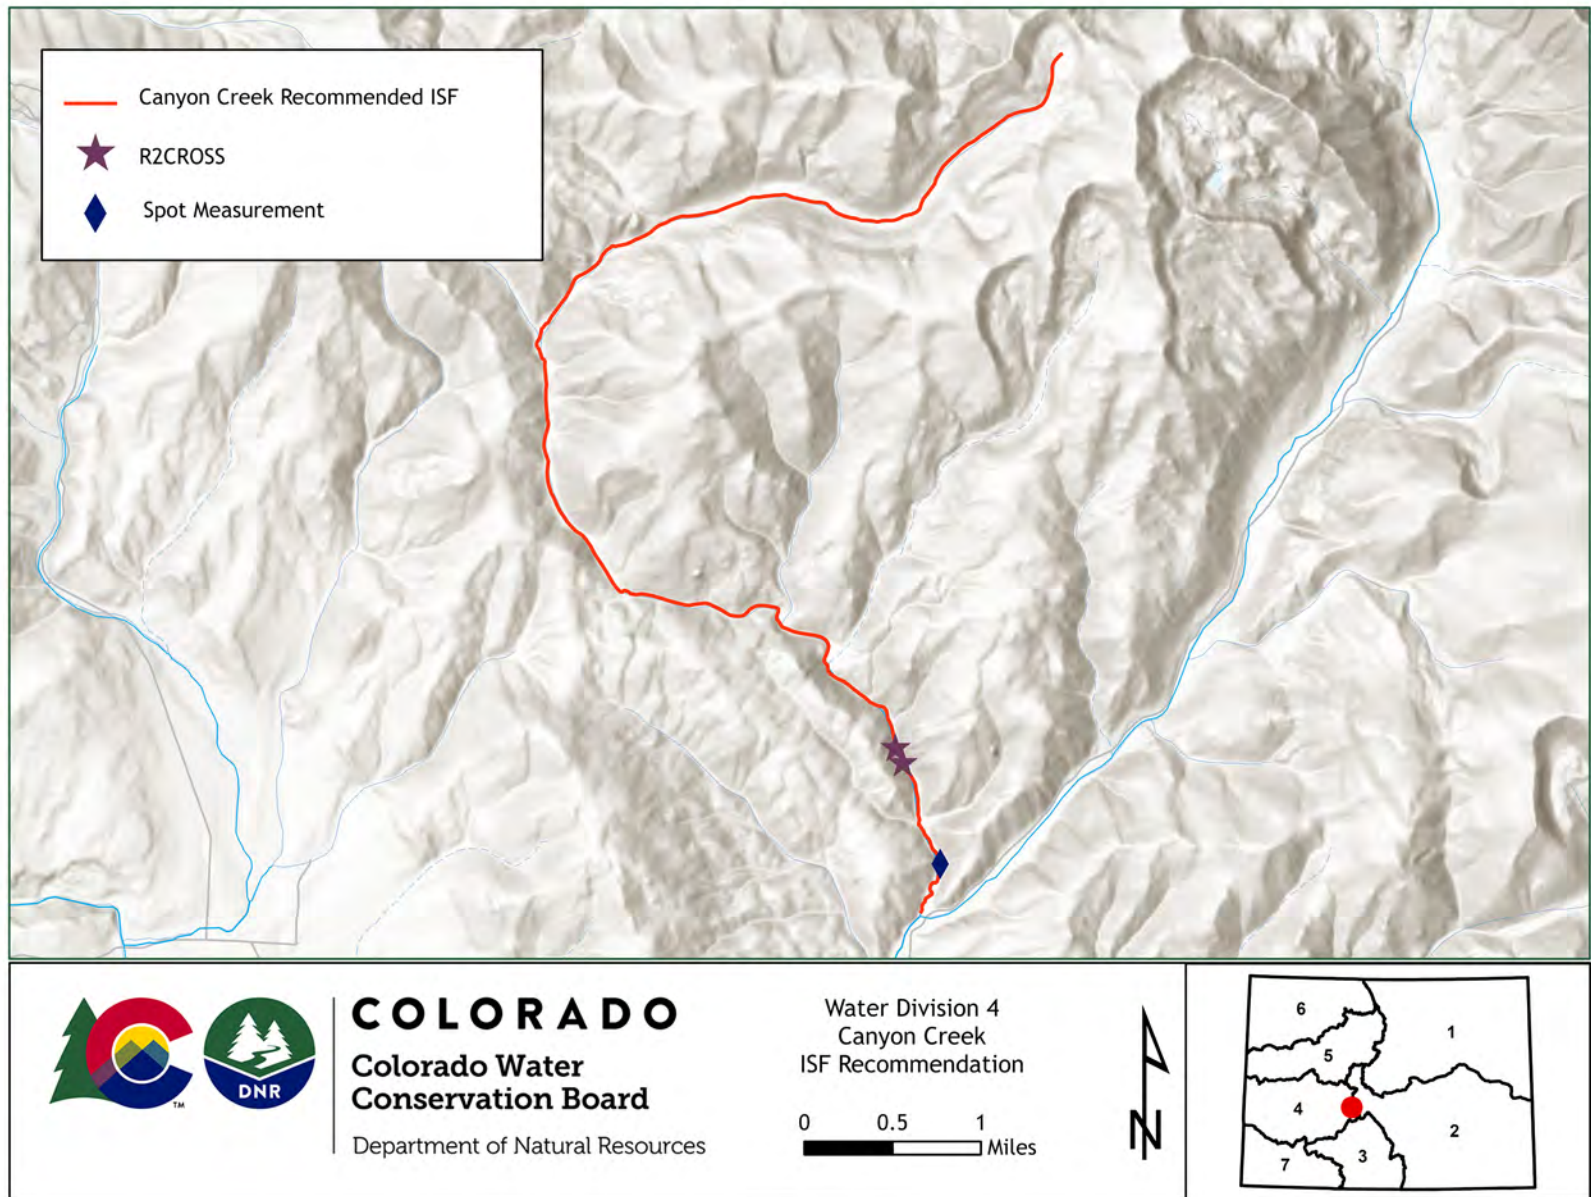 Canyon Creek Recommended ISF
R2CROSS
Spot Measurement
TM
DNR
COLORADO
Colorado Water
Conservation Board
Department of Natural Resources
Water Division 4
Canyon Creek
ISF Recommendation
0 0.5 1
Miles
N
6
1
5
4
2
3
7